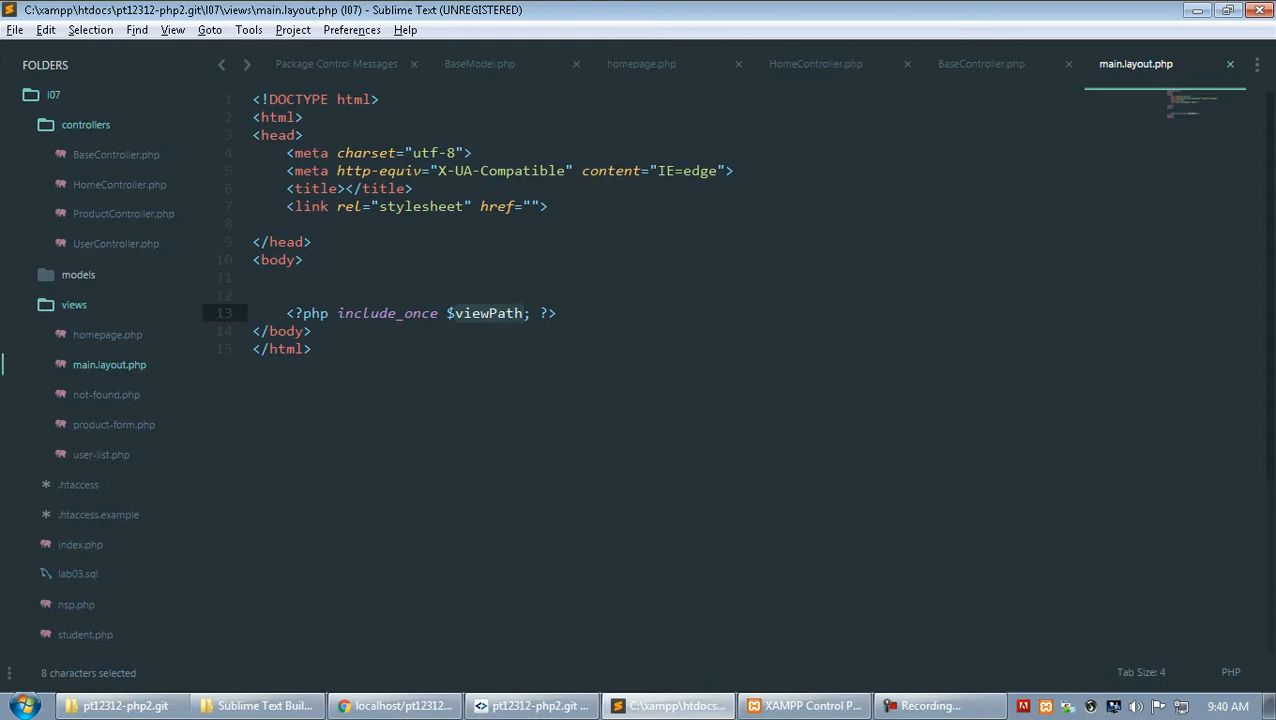 C:\xampp\htdocs\pt12312-php2.git\l07\views\main.layout.php (l07) - Sublime Text (UNREGISTERED)
File Edit Selection Find View Goto Tools Project Preferences Help
FOLDERS
l07
controllers
BaseController.php
HomeController.php
ProductController.php
UserController.php
models
views
homepage.php
main.layout.php
not-found.php
product-form.php
user-list.php
.htaccess
.htaccess.example
index.php
lab03.sql
nsp.php
student.php
Package Control Messages BaseModel.php homepage.php HomeController.php BaseController.php main.layout.php
1 <!DOCTYPE html>
2 <html>
3 <head>
4 <meta charset="utf-8">
5 <meta http-equiv="X-UA-Compatible" content="IE=edge">
6 <title></title>
7 <link rel="stylesheet" href="">
8
9 </head>
10 <body>
11
12
13 <?php include_once $viewPath; ?>
14 </body>
15 </html>
8 characters selected Tab Size: 4 PHP
pt12312-php2.git Sublime Text Buil... localhost/pt12312... pt12312-php2.git ... C:\xampp\htdocs... XAMPP Control P... Recording... 9:40 AM